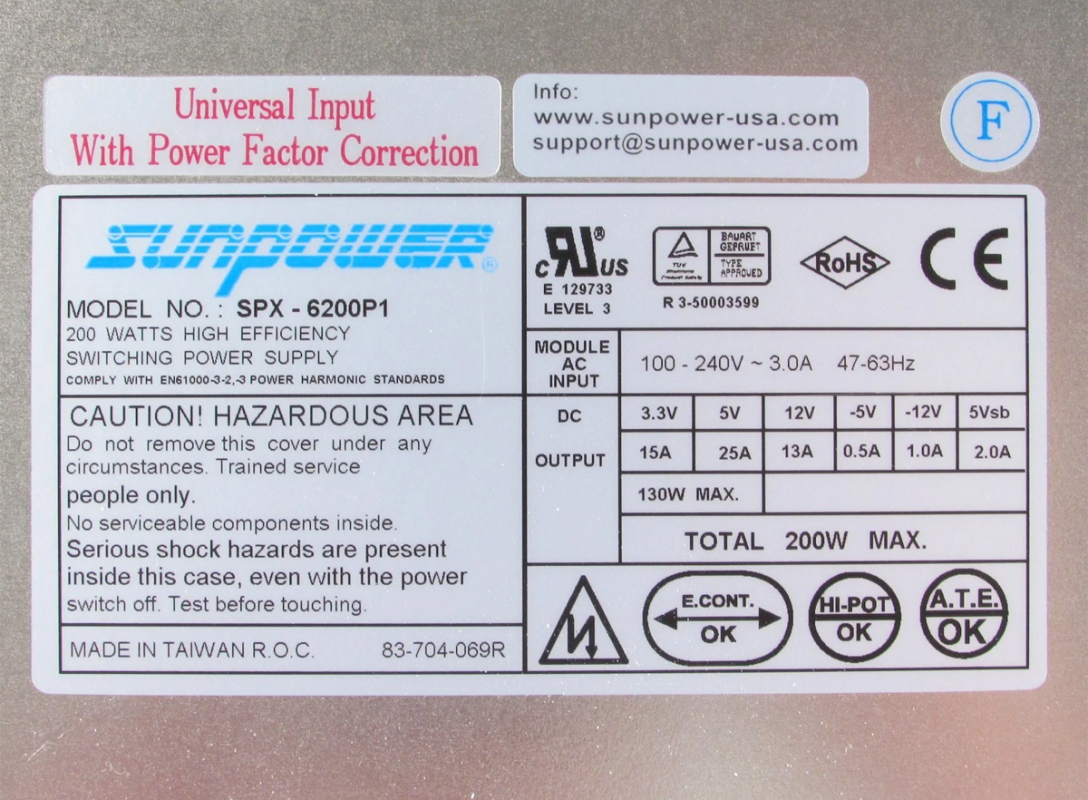 Universal Input
With Power Factor Correction
Info:
www.sunpower-usa.com
support@sunpower-usa.com
F
SUNPOWER®
MODEL NO. : SPX - 6200P1
200 WATTS HIGH EFFICIENCY
SWITCHING POWER SUPPLY
COMPLY WITH EN61000-3-2,-3 POWER HARMONIC STANDARDS
CAUTION! HAZARDOUS AREA
Do not remove this cover under any
circumstances. Trained service
people only.
No serviceable components inside.
Serious shock hazards are present
inside this case, even with the power
switch off. Test before touching.
MADE IN TAIWAN R.O.C. 83-704-069R
c RU® US
E 129733
LEVEL 3
TUV
Product Safety
BAUART
GEPRUFT
TYPE
APPROVED
R 3-50003599
RoHS
CE
MODULE
AC
INPUT
100 - 240V ~ 3.0A 47-63Hz
DC
OUTPUT
3.3V 5V 12V -5V -12V 5Vsb
15A 25A 13A 0.5A 1.0A 2.0A
130W MAX.
TOTAL 200W MAX.
E.CONT.
OK
HI-POT
OK
A.T.E.
OK